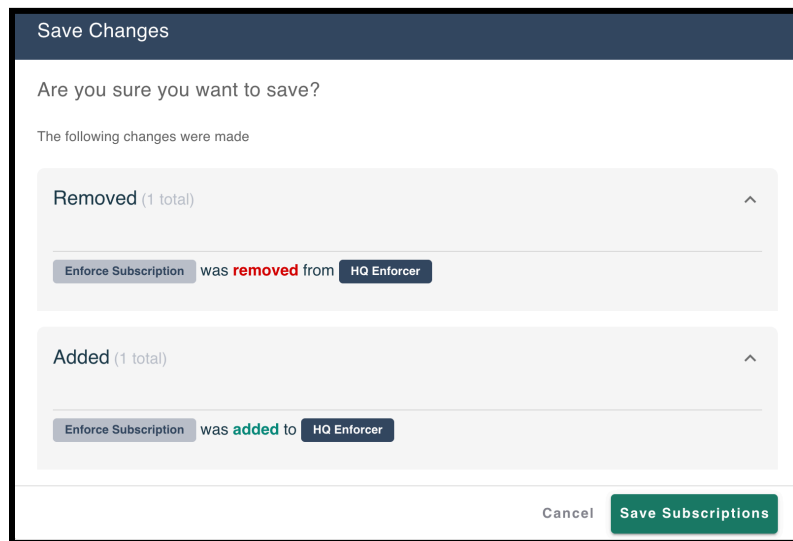 Save Changes
Are you sure you want to save?
The following changes were made
Removed (1 total)
Enforce Subscription was removed from HQ Enforcer
Added (1 total)
Enforce Subscription was added to HQ Enforcer
Cancel Save Subscriptions